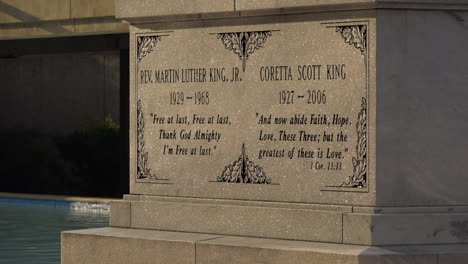 REV. MARTIN LUTHER KING, JR.
1929—1968
"Free at last, Free at last,
Thank God Almighty
I'm Free at last."
CORETTA SCOTT KING
1927—2006
"And now abide Faith, Hope,
Love, These Three; but the
greatest of these is Love."
I Cor. 13:13